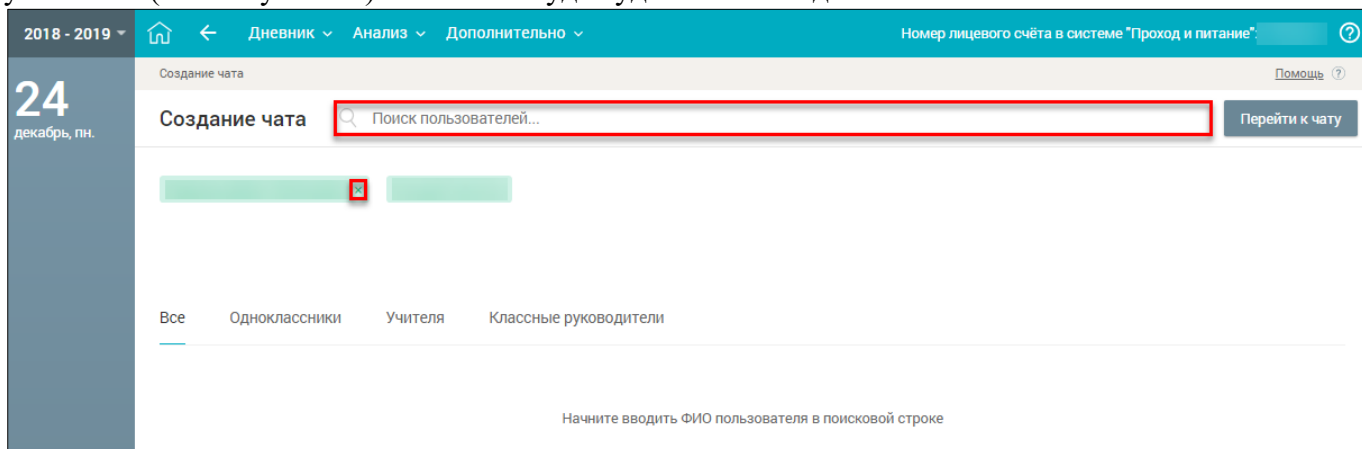 2018 - 2019 Дневник Анализ Дополнительно Номер лицевого счёта в системе "Проход и питание":
24
декабрь, пн.
Создание чата Помощь
Создание чата Поиск пользователей... Перейти к чату
Все Одноклассники Учителя Классные руководители
Начните вводить ФИО пользователя в поисковой строке